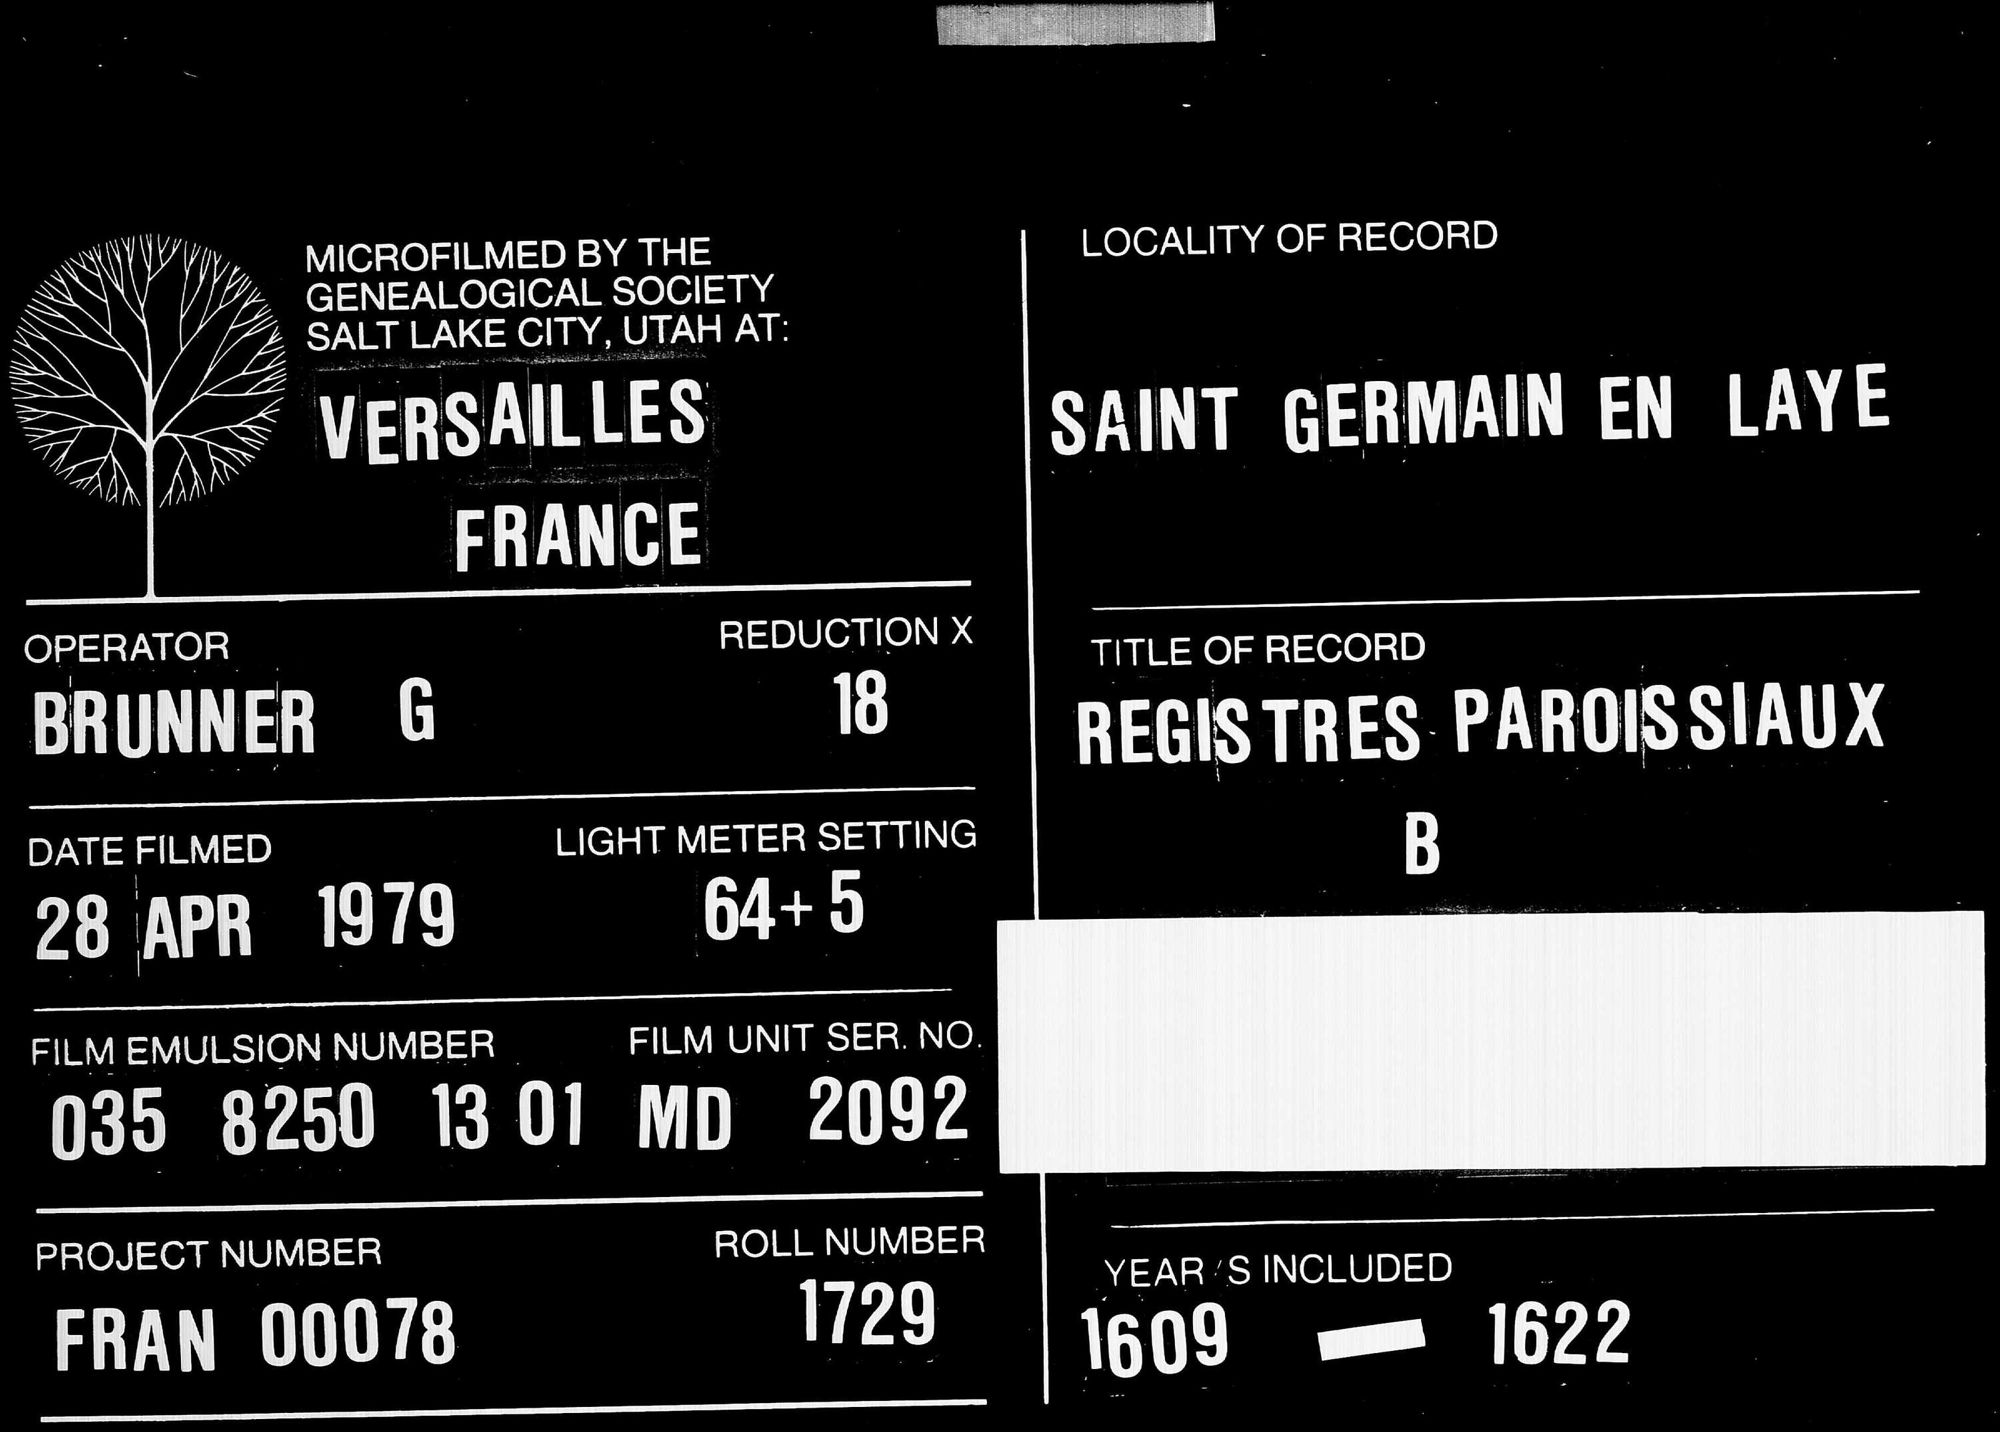 MICROFILMED BY THE
GENEALOGICAL SOCIETY
SALT LAKE CITY, UTAH AT:
VERSAILLES
FRANCE
OPERATOR
BRUNNER G
REDUCTION X
18
DATE FILMED
28 APR 1979
LIGHT METER SETTING
64+5
FILM EMULSION NUMBER
035 8250 13 01
FILM UNIT SER. NO.
MD 2092
PROJECT NUMBER
FRAN 00078
ROLL NUMBER
1729
LOCALITY OF RECORD
SAINT GERMAIN EN LAYE
TITLE OF RECORD
REGISTRES PAROISSIAUX
B
YEAR'S INCLUDED
1609 — 1622